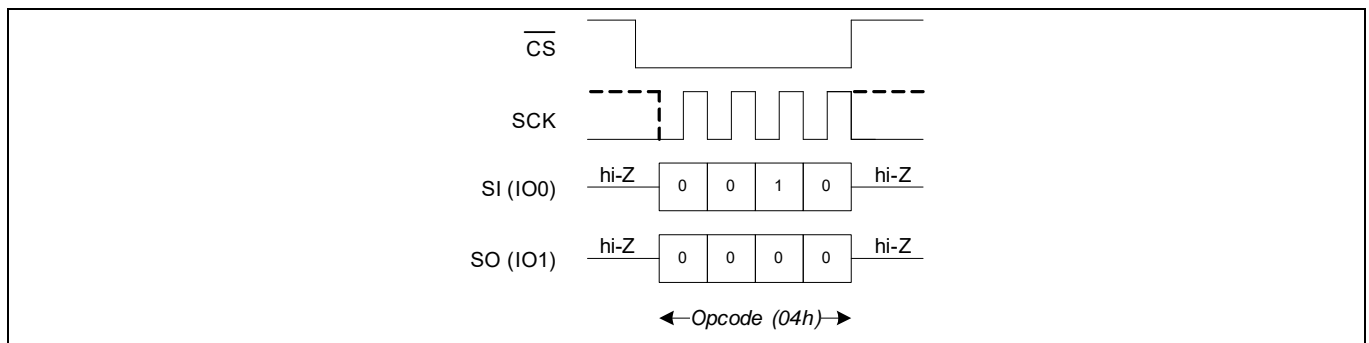 CS
SCK
hi-Z 0 0 1 0 hi-Z
SI (IO0)
hi-Z 0 0 0 0 hi-Z
SO (IO1)
Opcode (04h)